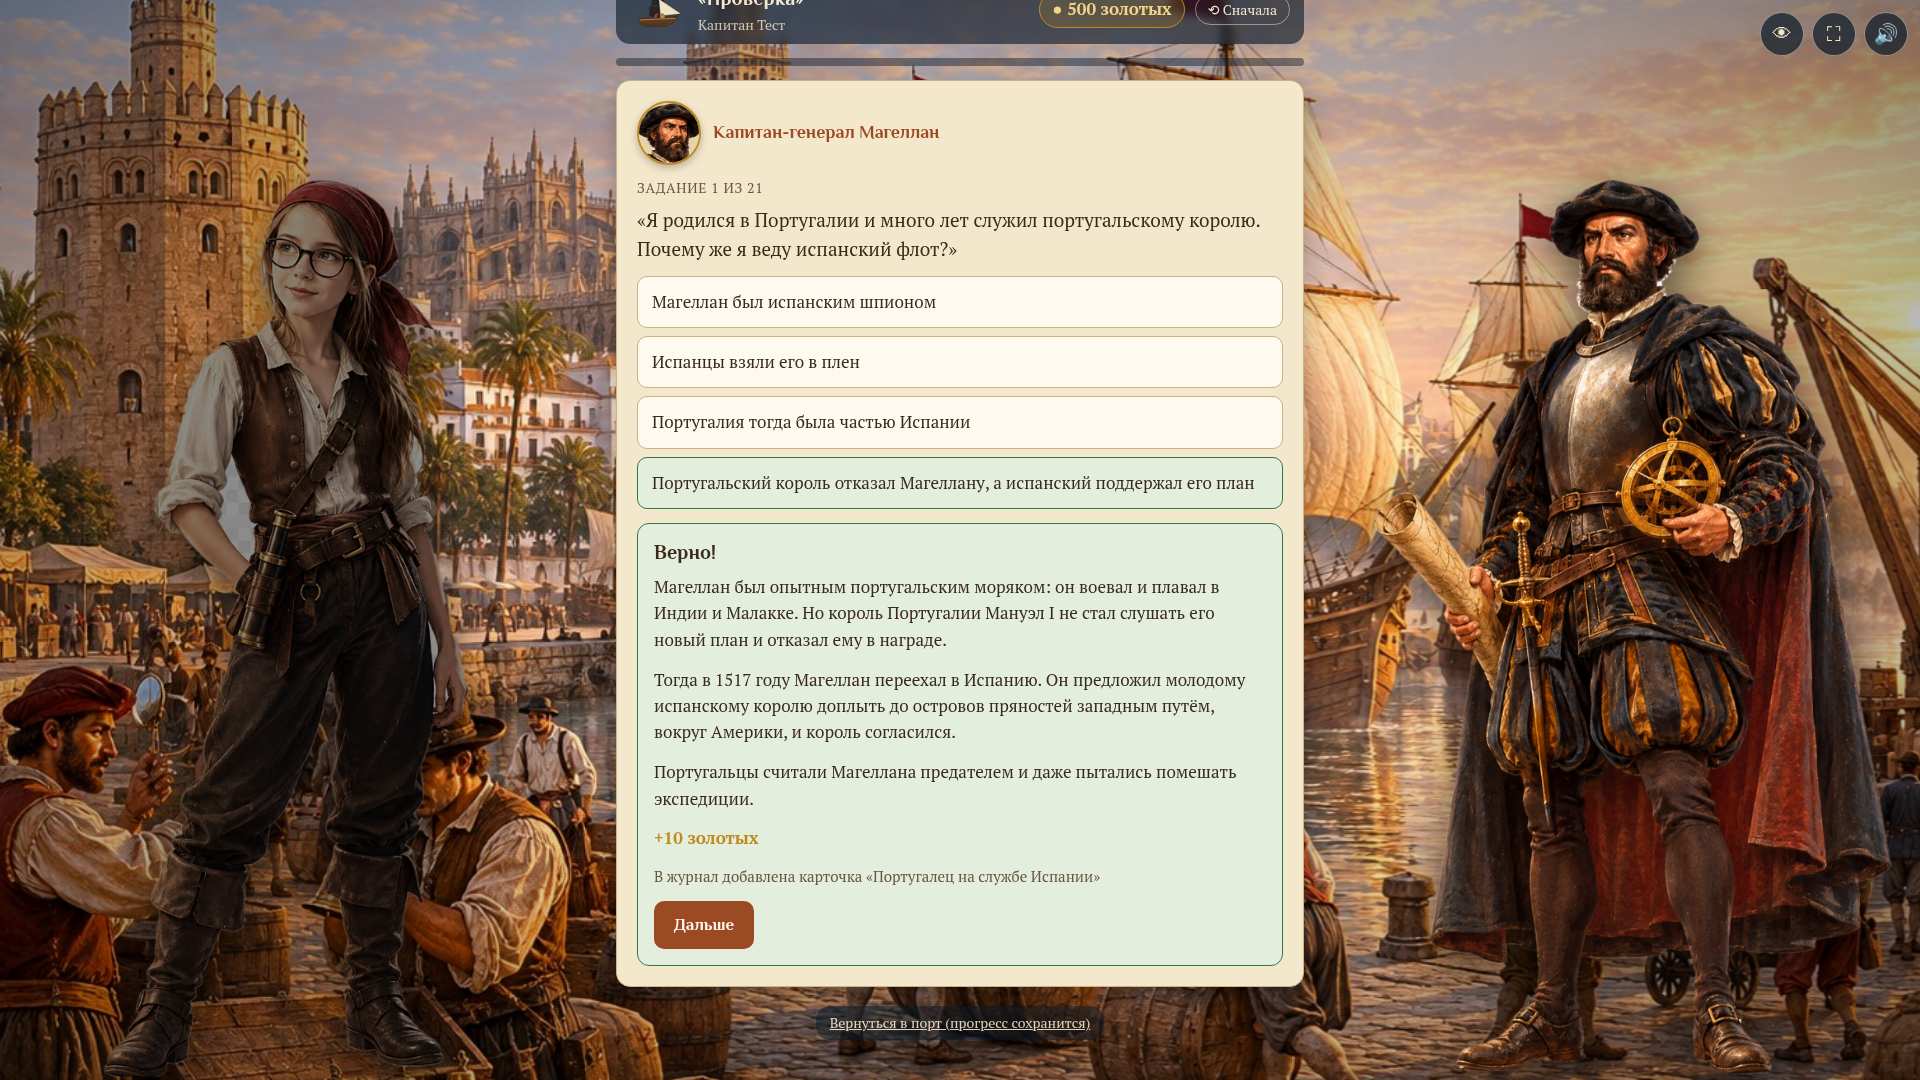 «Проверка»
Капитан Тест
● 500 золотых
⟲ Сначала
Капитан-генерал Магеллан
ЗАДАНИЕ 1 ИЗ 21
«Я родился в Португалии и много лет служил португальскому королю.
Почему же я веду испанский флот?»
Магеллан был испанским шпионом
Испанцы взяли его в плен
Португалия тогда была частью Испании
Португальский король отказал Магеллану, а испанский поддержал его план
Верно!
Магеллан был опытным португальским моряком: он воевал и плавал в
Индии и Малакке. Но король Португалии Мануэл I не стал слушать его
новый план и отказал ему в награде.
Тогда в 1517 году Магеллан переехал в Испанию. Он предложил молодому
испанскому королю доплыть до островов пряностей западным путём,
вокруг Америки, и король согласился.
Португальцы считали Магеллана предателем и даже пытались помешать
экспедиции.
+10 золотых
В журнал добавлена карточка «Португалец на службе Испании»
Дальше
Вернуться в порт (прогресс сохранится)